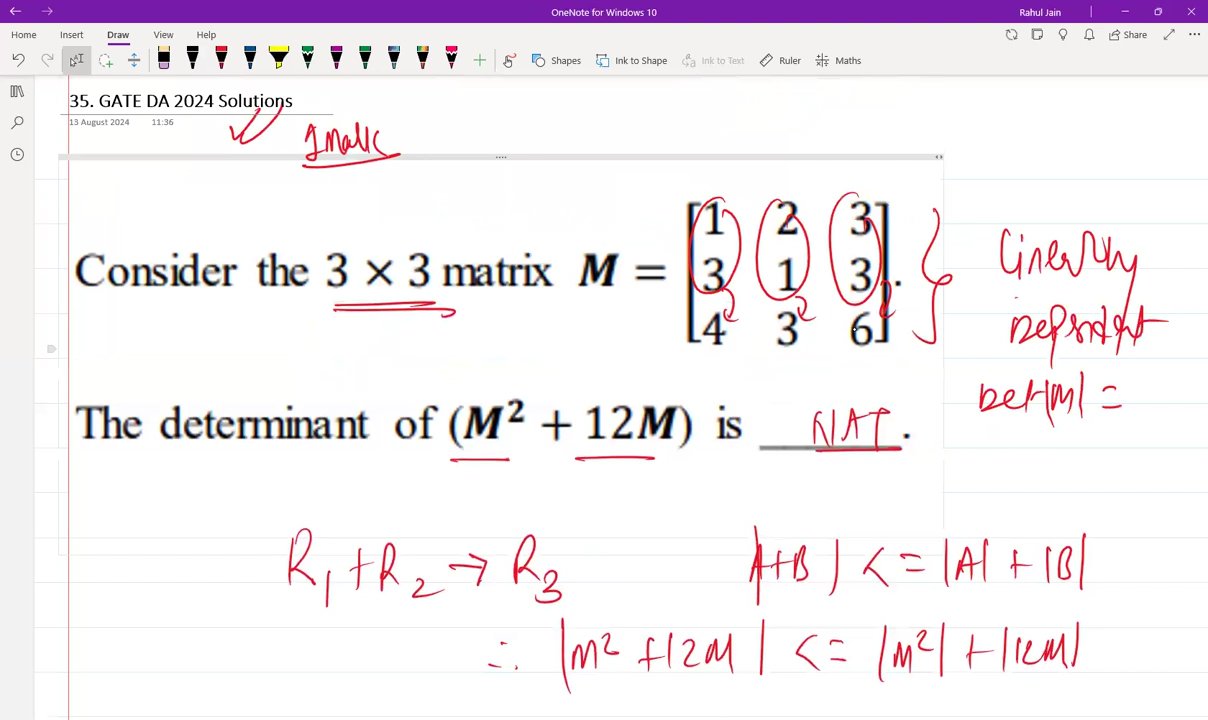 OneNote for Windows 10
Rahul Jain
Home Insert Draw View Help
Share
Shapes Ink to Shape Ink to Text Ruler Maths
35. GATE DA 2024 Solutions
13 August 2024 11:36
1 Mark
Consider the 3 × 3 matrix M = [1 2 3
3 1 3
4 3 6].
Linearly
Dependent
Det|M| =
The determinant of (M² + 12M) is NAT.
R₁ + R₂ → R₃ |A+B| <= |A| + |B|
∴ |M² + 12M| <= |M²| + |12M|